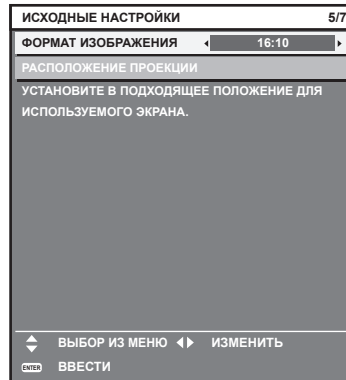 ИСХОДНЫЕ НАСТРОЙКИ 5/7
ФОРМАТ ИЗОБРАЖЕНИЯ 16:10
РАСПОЛОЖЕНИЕ ПРОЕКЦИИ
УСТАНОВИТЕ В ПОДХОДЯЩЕЕ ПОЛОЖЕНИЕ ДЛЯ
ИСПОЛЬЗУЕМОГО ЭКРАНА.
ВЫБОР ИЗ МЕНЮ ИЗМЕНИТЬ
ENTER ВВЕСТИ